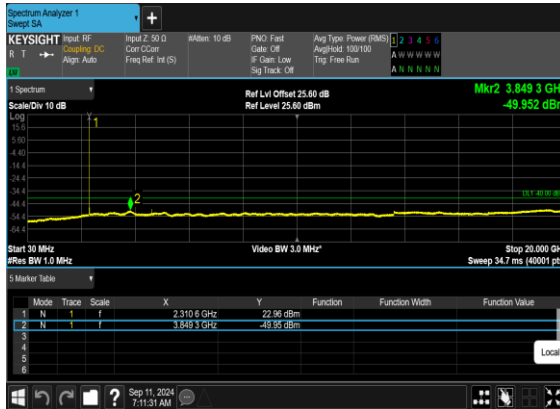 Spectrum Analyzer 1
Swept SA
+
KEYSIGHT Input: RF Input Z: 50 Ω #Atten: 10 dB PNO: Fast Avg Type: Power (RMS) 1 2 3 4 5 6
R T Coupling: DC Corr CCorr Gate: Off Avg|Hold: 100/100 A W W W W W
Align: Auto Freq Ref: Int (S) IF Gain: Low Trig: Free Run
Sig Track: Off A N N N N N
1 Spectrum
Scale/Div 10 dB
Ref Lvl Offset 25.60 dB
Ref Level 25.60 dBm
Mkr2 3.849 3 GH
-49.952 dBr
Log
15.6
5.60
-4.40
-14.4
-24.4
-34.4
-44.4
-54.4
-64.4
1
2
Start 30 MHz Video BW 3.0 MHz* Stop 20.000 GH
#Res BW 1.0 MHz Sweep 34.7 ms (40001 pt
5 Marker Table
Mode Trace Scale X Y Function Function Width Function Value
1 N 1 f 2.310 6 GHz 22.96 dBm
2 N 1 f 3.849 3 GHz -49.95 dBm
3
4
5
6
Local
? Sep 11, 2024
7:11:31 AM